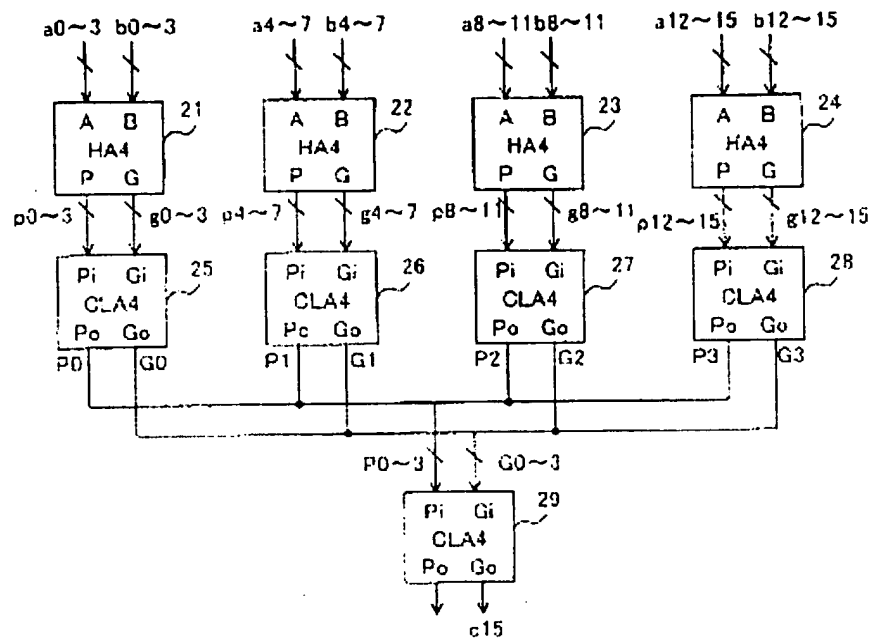 a0~3 b0~3 a4~7 b4~7 a8~11 b8~11 a12~15 b12~15
21 22 23 24
A B A B A B A B
HA4 HA4 HA4 HA4
P G P G P G P G
p0~3 g0~3 p4~7 g4~7 p8~11 g8~11 p12~15 g12~15
25 26 27 28
Pi Gi Pi Gi Pi Gi Pi Gi
CLA4 CLA4 CLA4 CLA4
Po Go Po Go Po Go Po Go
P0 G0 P1 G1 P2 G2 P3 G3
P0~3 G0~3
29
Pi Gi
CLA4
Po Go
c15